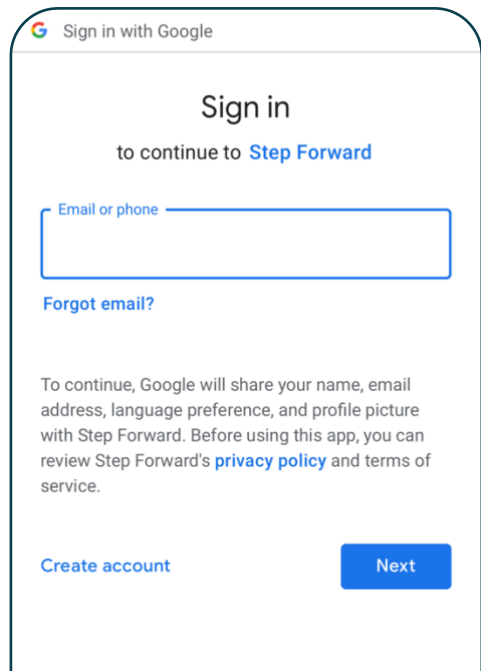 Sign in with Google
Sign in
to continue to Step Forward
Email or phone
Forgot email?
To continue, Google will share your name, email
address, language preference, and profile picture
with Step Forward. Before using this app, you can
review Step Forward's privacy policy and terms of
service.
Create account
Next